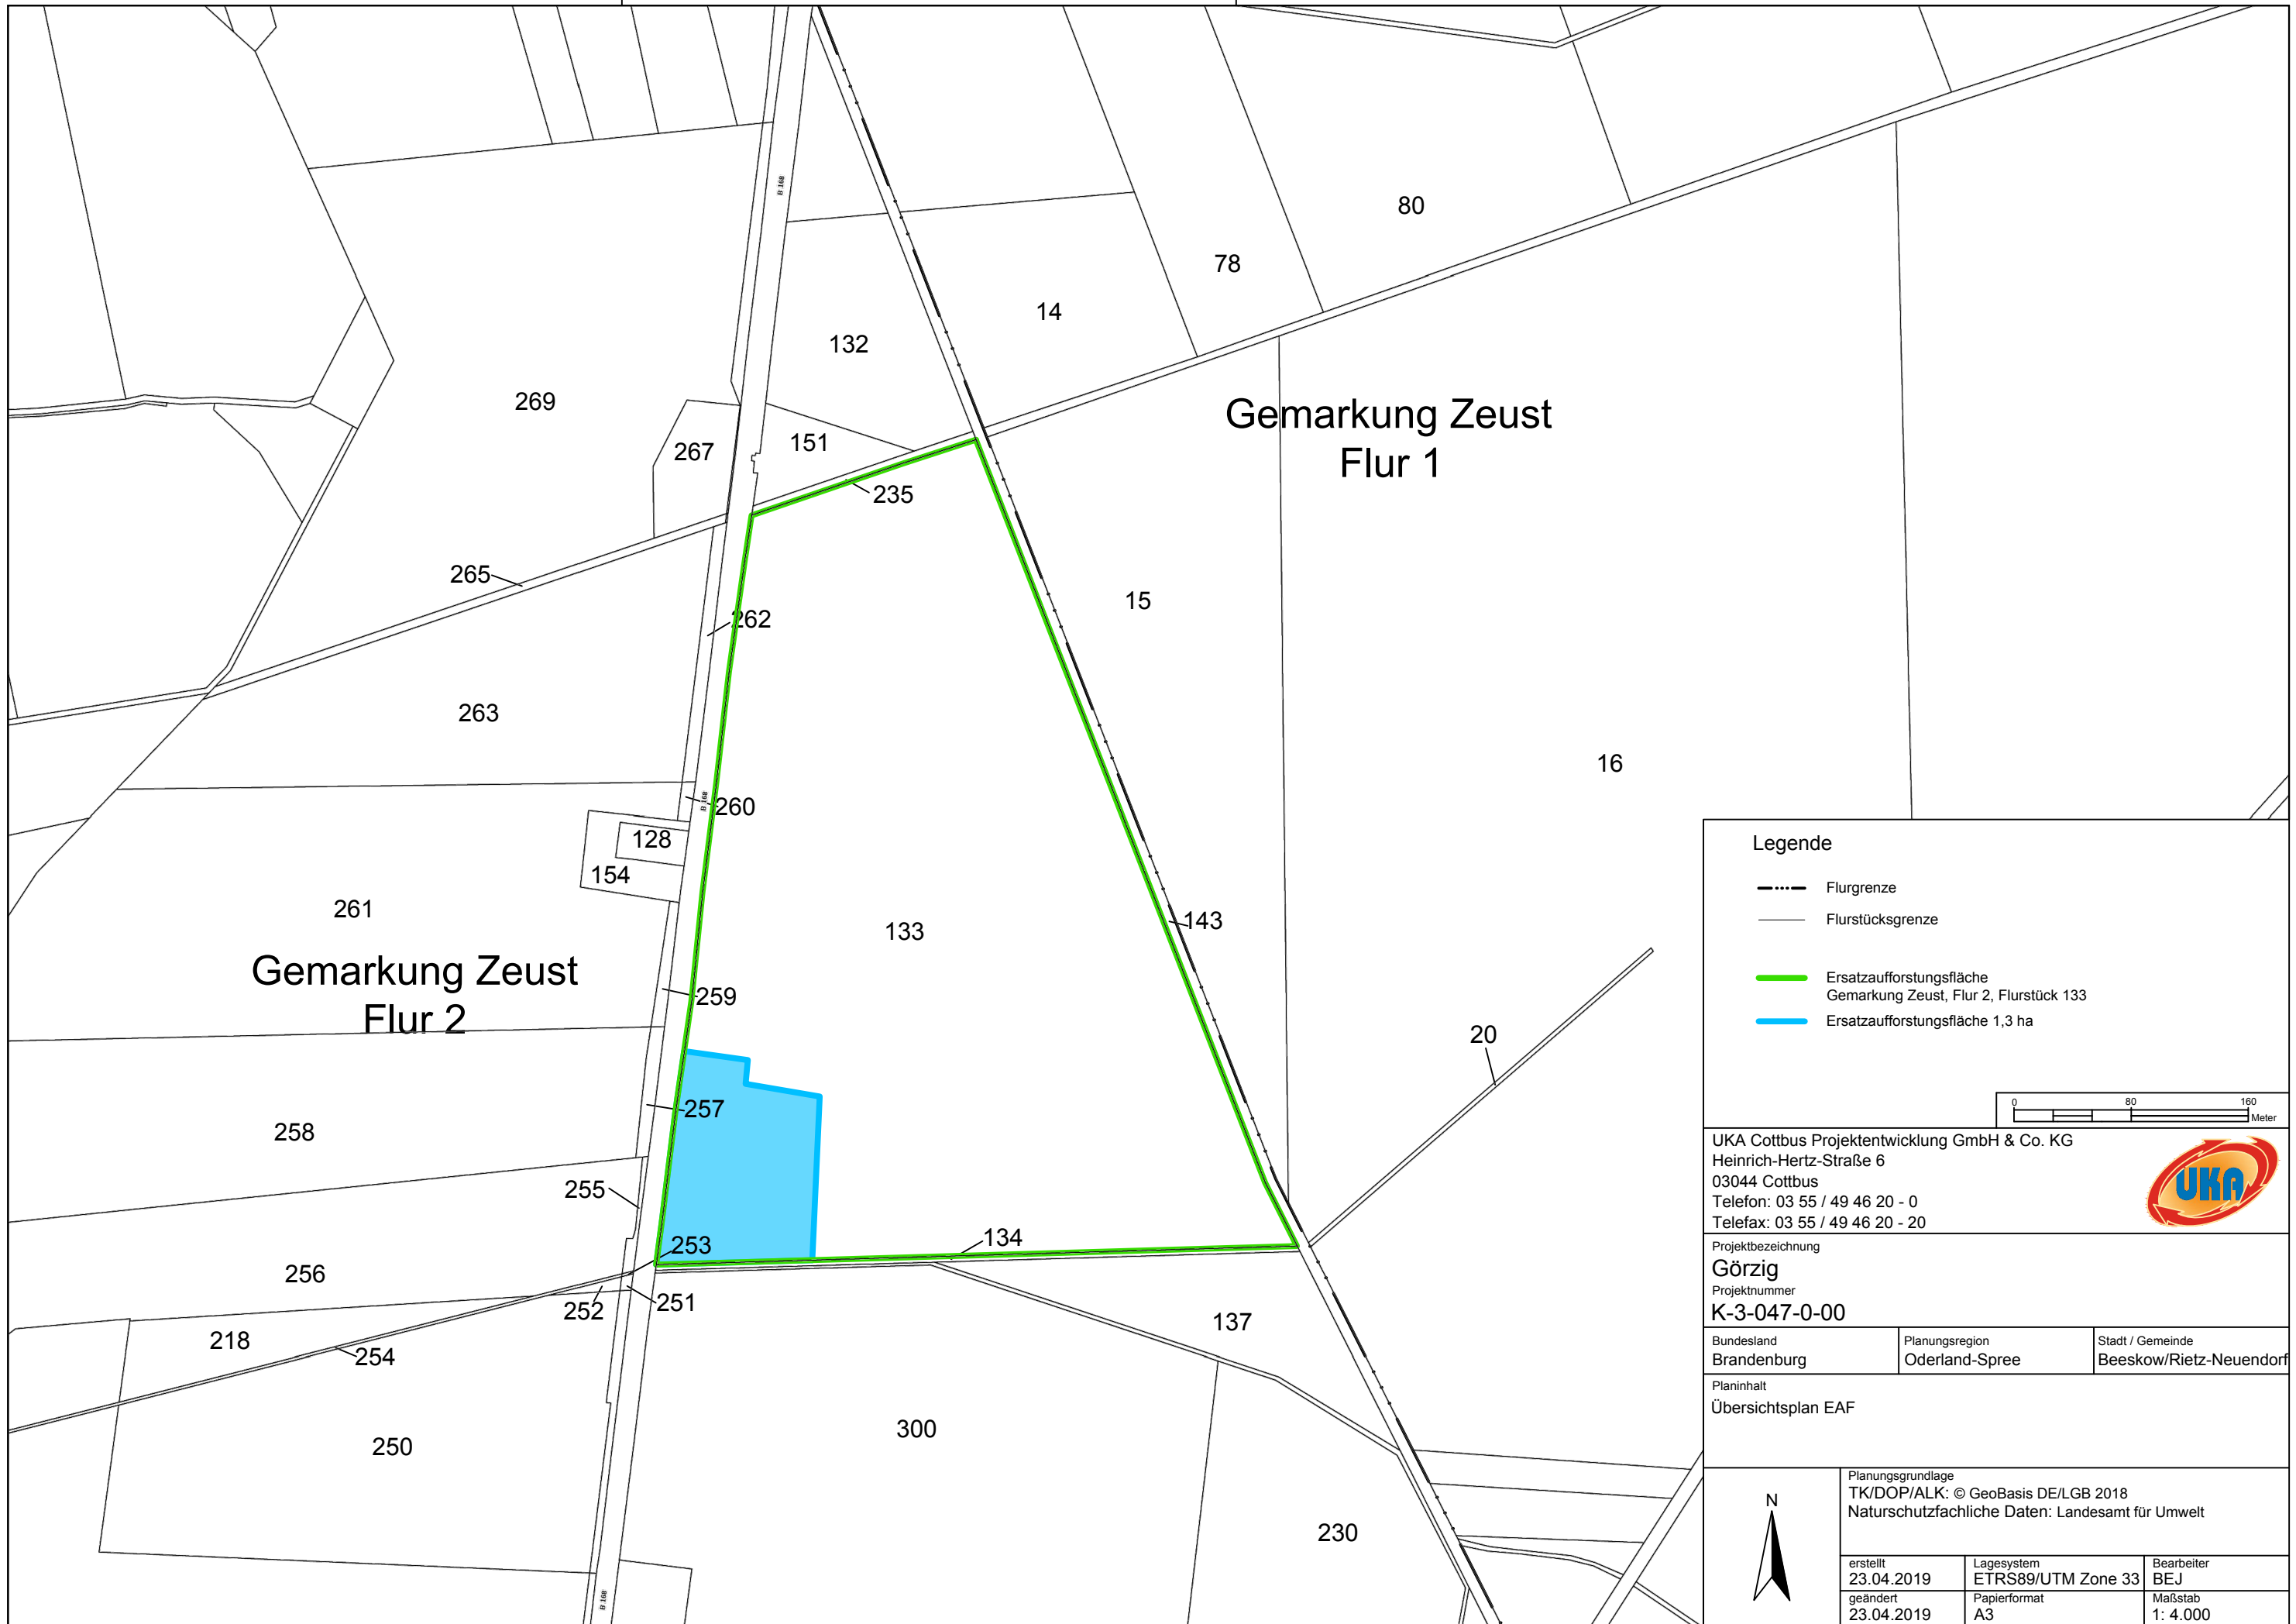 B 168
80
78
14
132
269
Gemarkung Zeust
Flur 1
151
267
235
265
15
262
263
16
B 168
260
128
154
261
133
143
Gemarkung Zeust
Flur 2
259
20
257
258
255
134
253
256
252
251
137
218
254
300
250
230
B 168
Legende
Flurgrenze
Flurstücksgrenze
Ersatzaufforstungsfläche
Gemarkung Zeust, Flur 2, Flurstück 133
Ersatzaufforstungsfläche 1,3 ha
0 80 160
Meter
UKA Cottbus Projektentwicklung GmbH & Co. KG
Heinrich-Hertz-Straße 6
03044 Cottbus
Telefon: 03 55 / 49 46 20 - 0
Telefax: 03 55 / 49 46 20 - 20
UKA
Projektbezeichnung
Görzig
Projektnummer
K-3-047-0-00
Bundesland
Brandenburg
Planungsregion
Oderland-Spree
Stadt / Gemeinde
Beeskow/Rietz-Neuendorf
Planinhalt
Übersichtsplan EAF
N
Planungsgrundlage
TK/DOP/ALK: © GeoBasis DE/LGB 2018
Naturschutzfachliche Daten: Landesamt für Umwelt
erstellt
23.04.2019
Lagesystem
ETRS89/UTM Zone 33
Bearbeiter
BEJ
geändert
23.04.2019
Papierformat
A3
Maßstab
1: 4.000